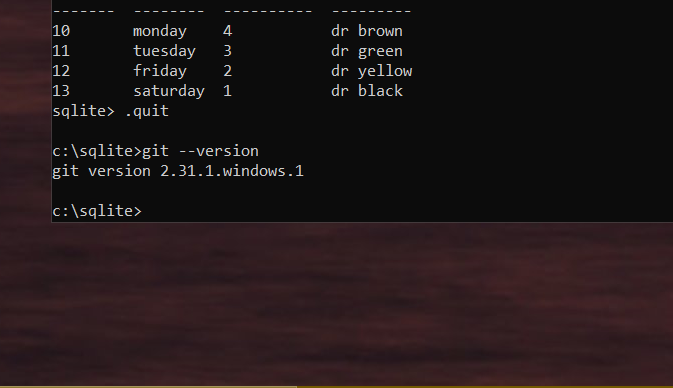 -------  --------  ----------  ---------
10       monday    4           dr brown
11       tuesday   3           dr green
12       friday    2           dr yellow
13       saturday  1           dr black
sqlite> .quit
c:\sqlite>git --version
git version 2.31.1.windows.1
c:\sqlite>